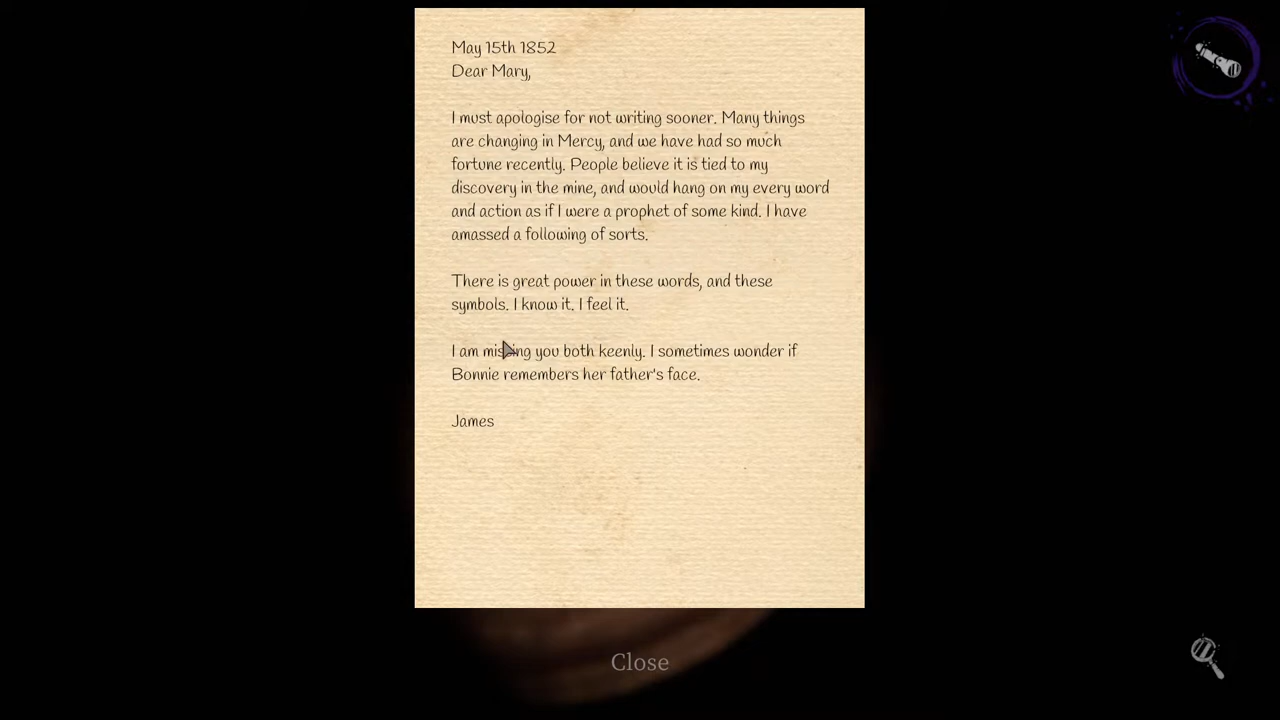 May 15th 1852
Dear Mary,
I must apologise for not writing sooner. Many things
are changing in Mercy, and we have had so much
fortune recently. People believe it is tied to my
discovery in the mine, and would hang on my every word
and action as if I were a prophet of some kind. I have
amassed a following of sorts.
There is great power in these words, and these
symbols. I know it. I feel it.
I am missing you both keenly. I sometimes wonder if
Bonnie remembers her father's face.
James
Close